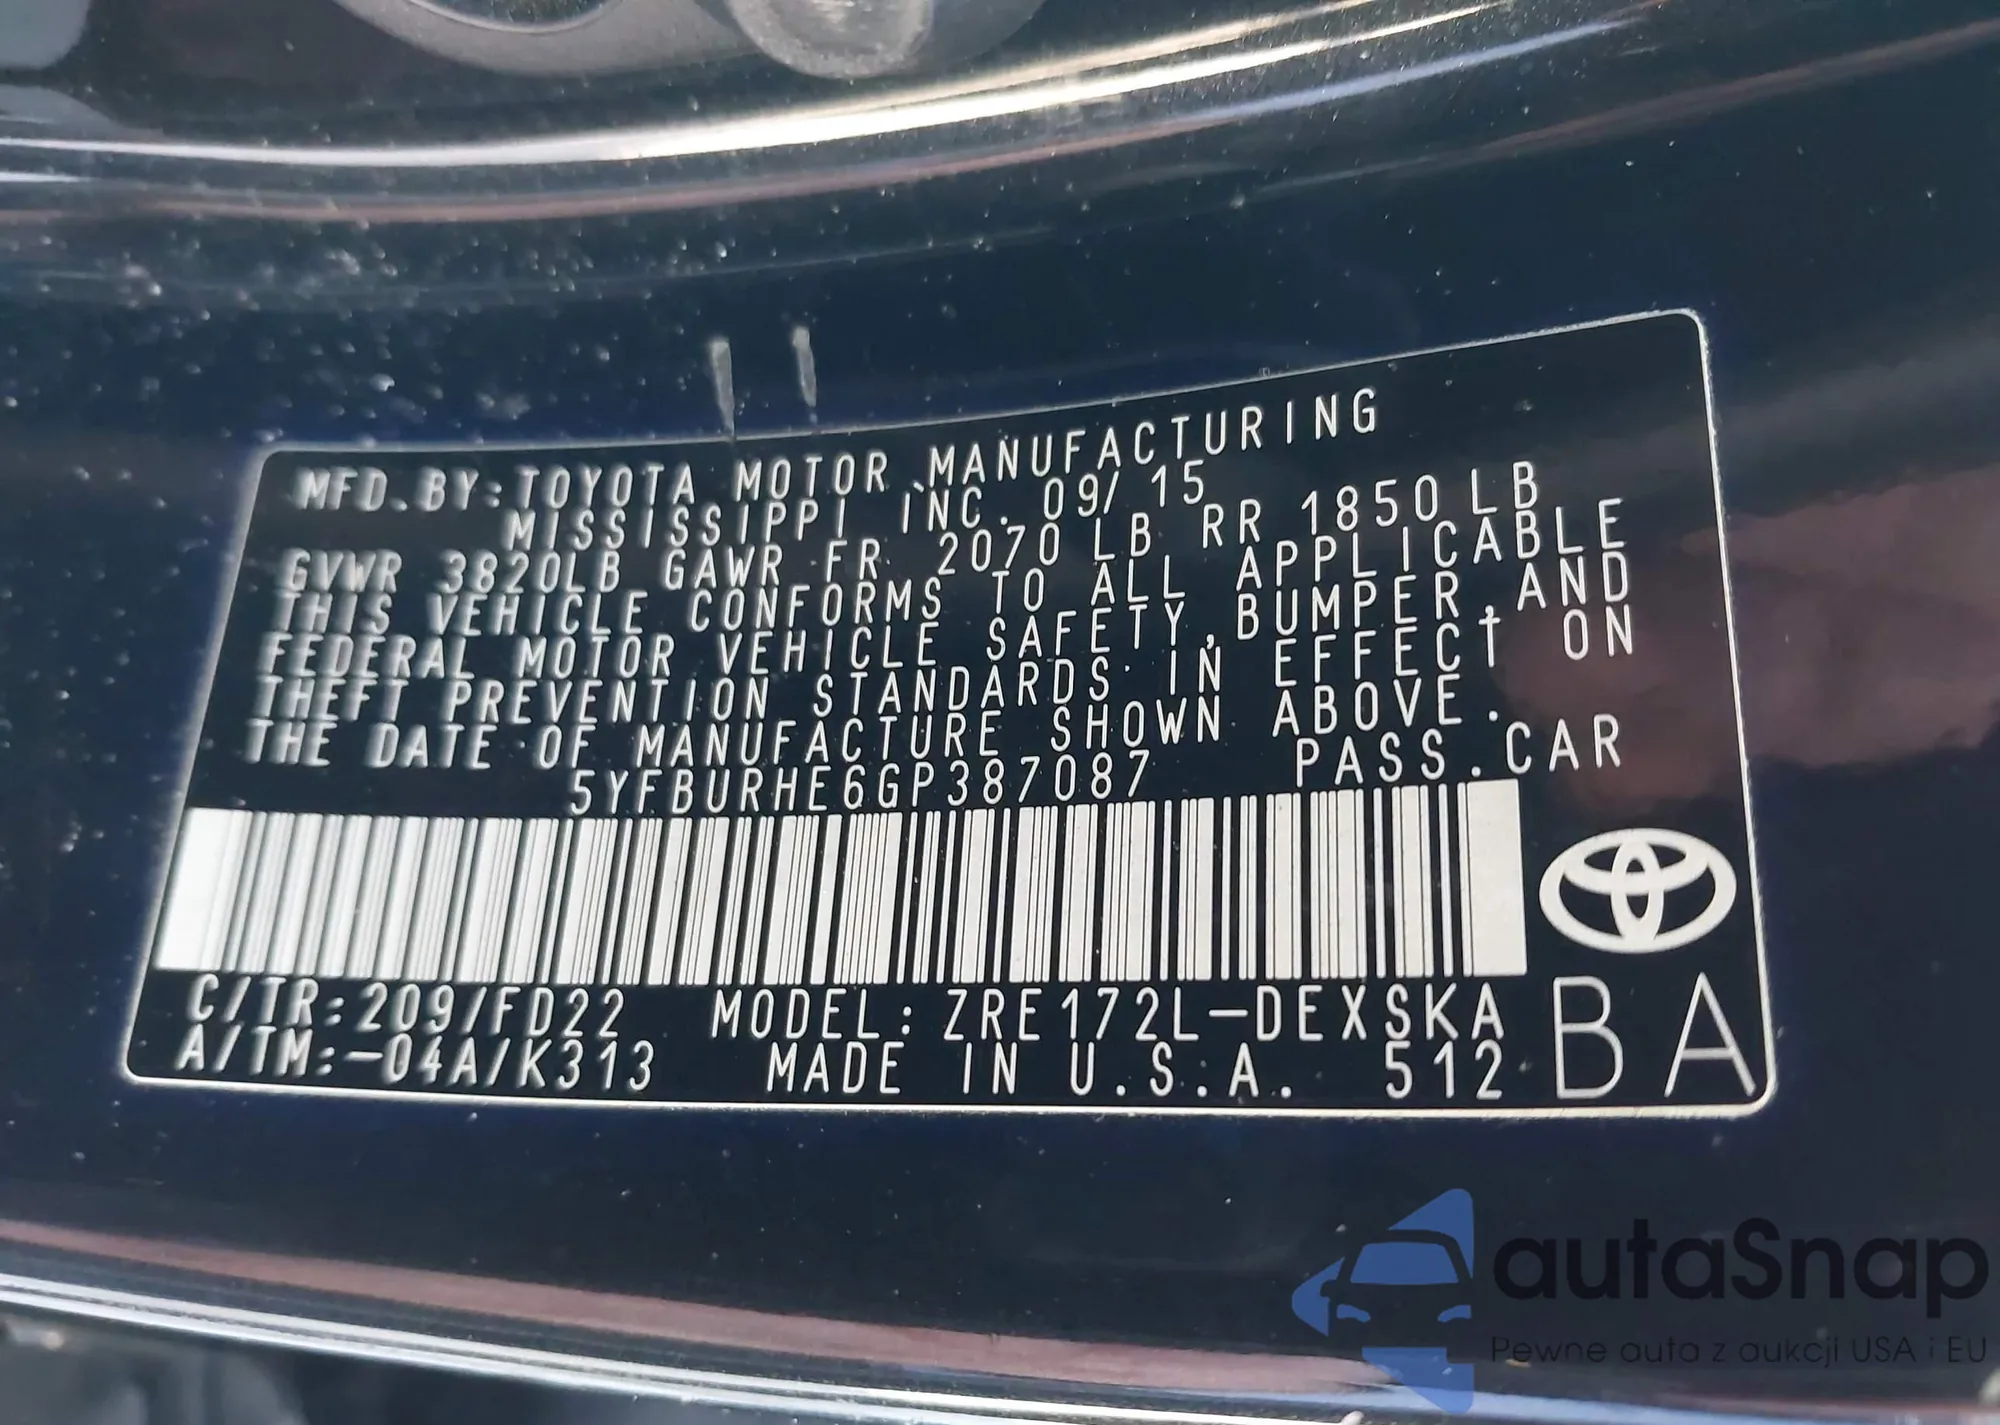 MFD.BY:TOYOTA MOTOR MANUFACTURING
MISSISSIPPI INC. 09/15
GVWR 3820LB GAWR FR 2070 LB RR 1850 LB
THIS VEHICLE CONFORMS TO ALL APPLICABLE
FEDERAL MOTOR VEHICLE SAFETY, BUMPER, AND
THEFT PREVENTION STANDARDS IN EFFECT ON
THE DATE OF MANUFACTURE SHOWN ABOVE.
5YFBURHE6GP387087 PASS.CAR
C/TR:209/FD22 MODEL:ZRE172L-DEXSKA
A/TM:-04A/K313 MADE IN U.S.A. 512
BA
autaSnap
Pewne auta z aukcji USA i EU